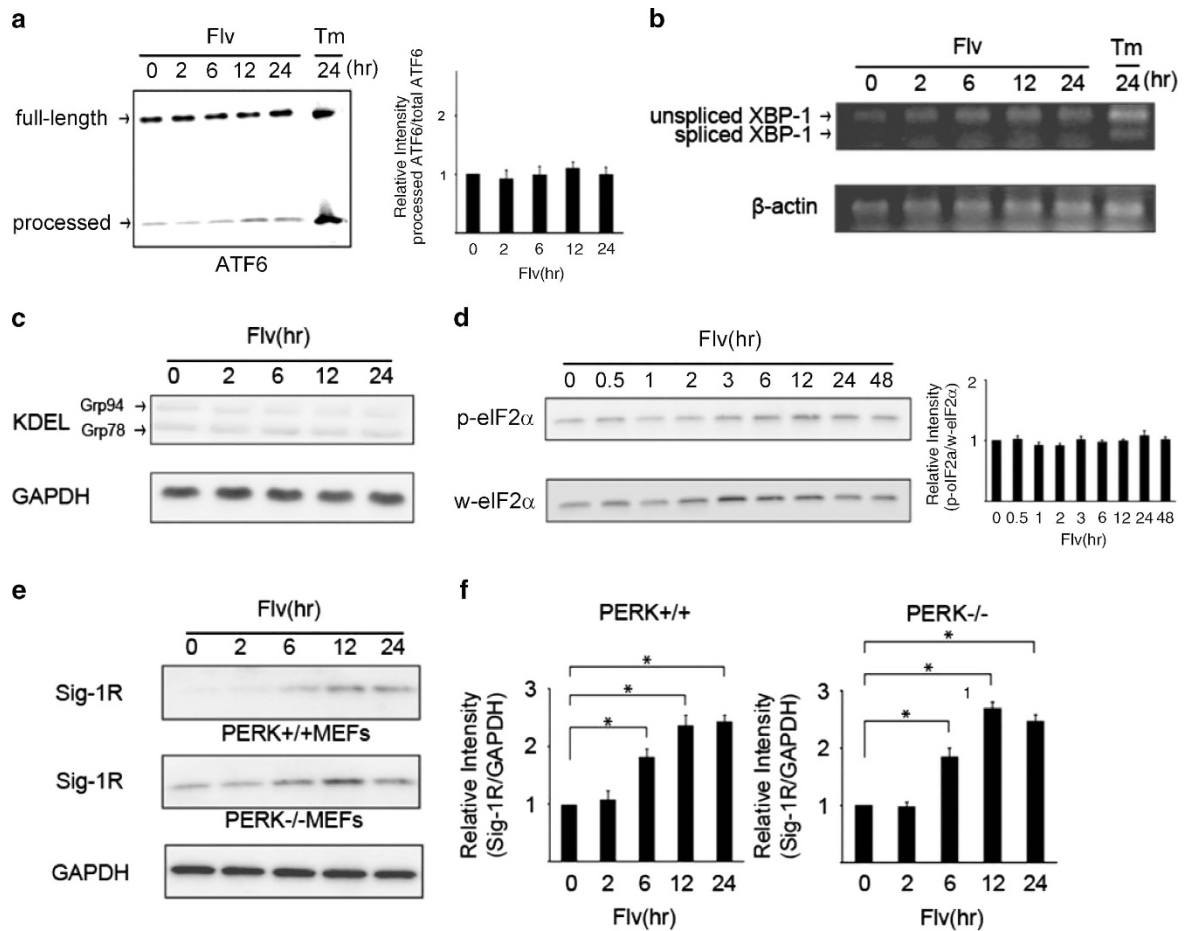 a
Flv Tm
0 2 6 12 24 24 (hr)
full-length →
processed →
ATF6
Relative Intensity
processed ATF6/total ATF6
2
1
0 2 6 12 24
Flv(hr)
b
Flv Tm
0 2 6 12 24 24 (hr)
unspliced XBP-1 →
spliced XBP-1 →
β-actin
c
Flv(hr)
0 2 6 12 24
KDEL
Grp94 →
Grp78 →
GAPDH
d
Flv(hr)
0 0.5 1 2 3 6 12 24 48
p-eIF2α
w-eIF2α
Relative Intensity
(p-oIF2a/w-eIF2α)
2
1
0 0.5 1 2 3 6 12 24 48
Flv(hr)
e
Flv(hr)
0 2 6 12 24
Sig-1R
PERK+/+MEFs
Sig-1R
PERK-/-MEFs
GAPDH
f
PERK+/+
Relative Intensity
(Sig-1R/GAPDH)
3
2
1
* * *
0 2 6 12 24
Flv(hr)
PERK-/-
Relative Intensity
(Sig-1R/GAPDH)
3
2
1
* * *
1
0 2 6 12 24
Flv(hr)